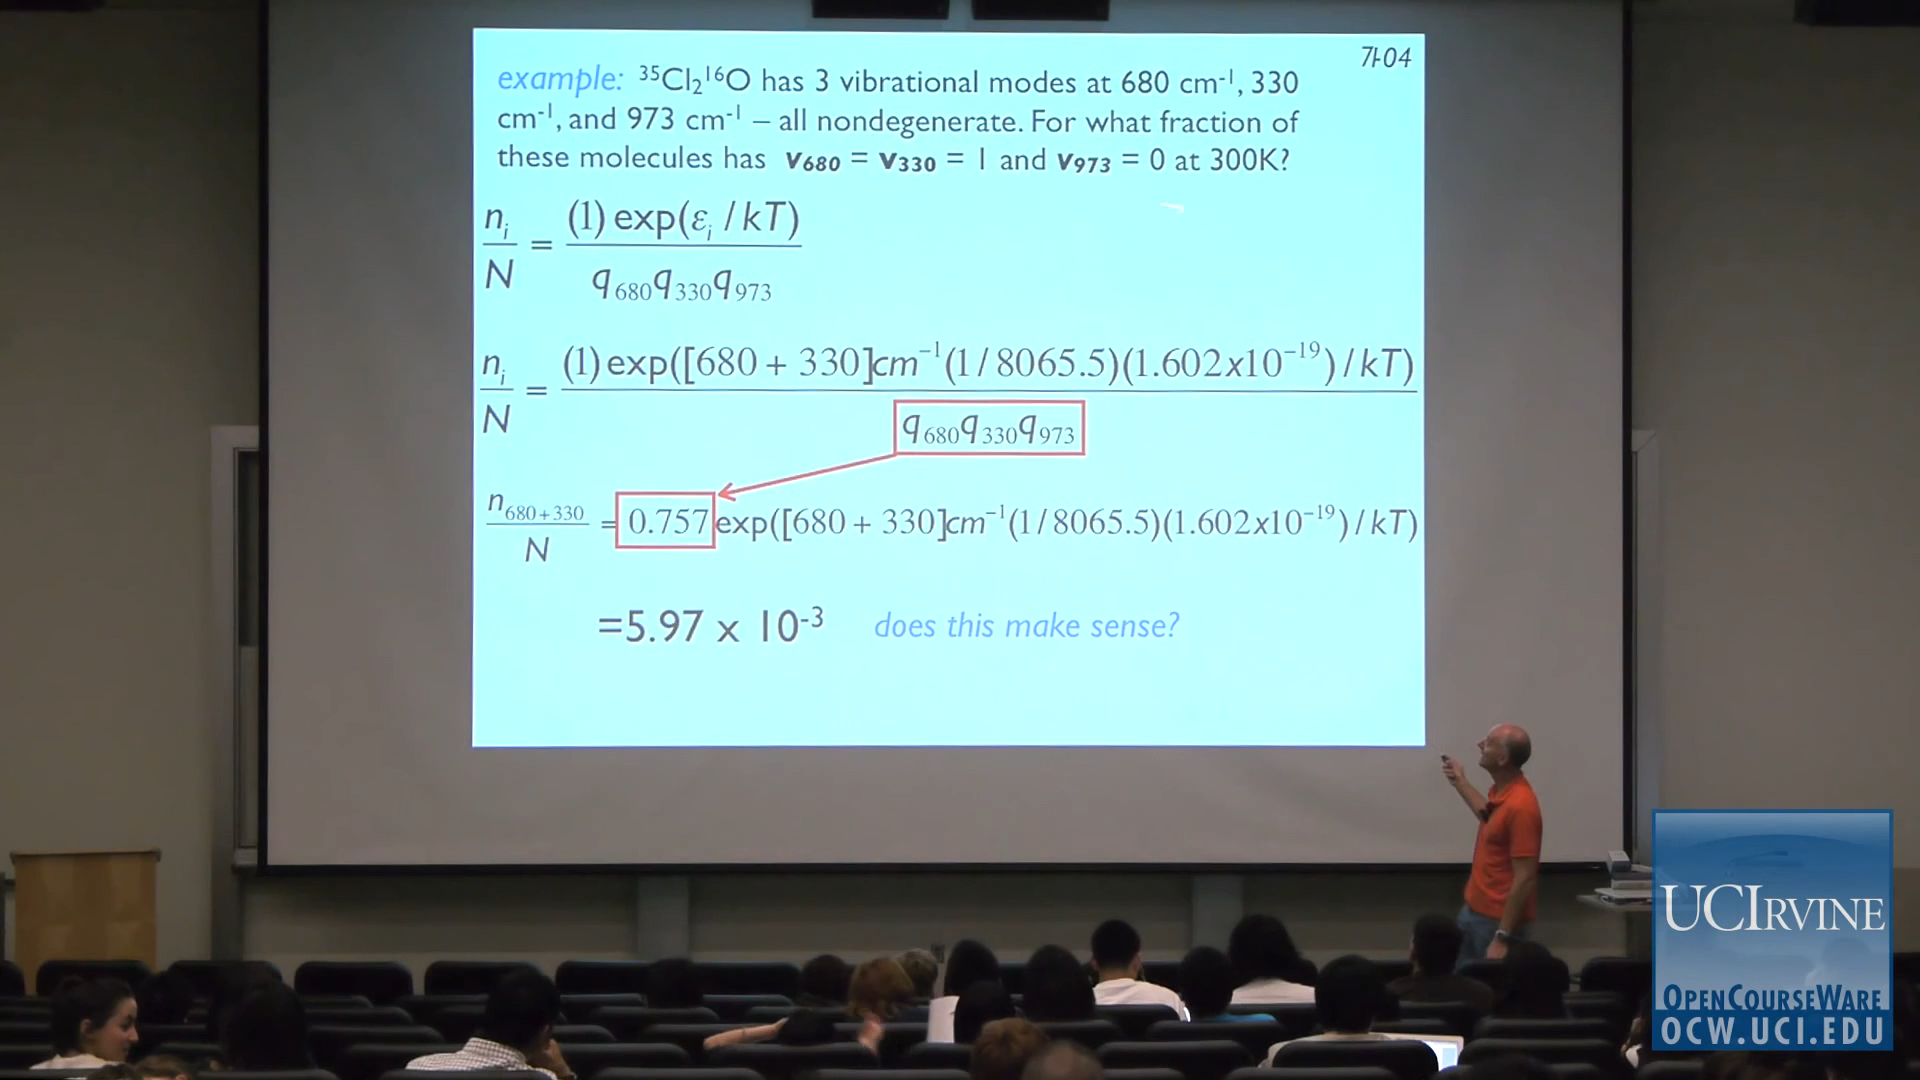 7I-04
example: ³⁵Cl₂¹⁶O has 3 vibrational modes at 680 cm⁻¹, 330
cm⁻¹, and 973 cm⁻¹ – all nondegenerate. For what fraction of
these molecules has v₆₈₀ = v₃₃₀ = 1 and v₉₇₃ = 0 at 300K?
nᵢ/N = (1) exp(εᵢ / kT) / q₆₈₀q₃₃₀q₉₇₃
nᵢ/N = (1) exp([680 + 330]cm⁻¹(1/8065.5)(1.602x10⁻¹⁹)/kT) / q₆₈₀q₃₃₀q₉₇₃
n₆₈₀₊₃₃₀/N = 0.757 exp([680 + 330]cm⁻¹(1/8065.5)(1.602x10⁻¹⁹)/kT)
=5.97 x 10⁻³ does this make sense?
UCIRVINE
OPENCOURSEWARE
OCW.UCI.EDU